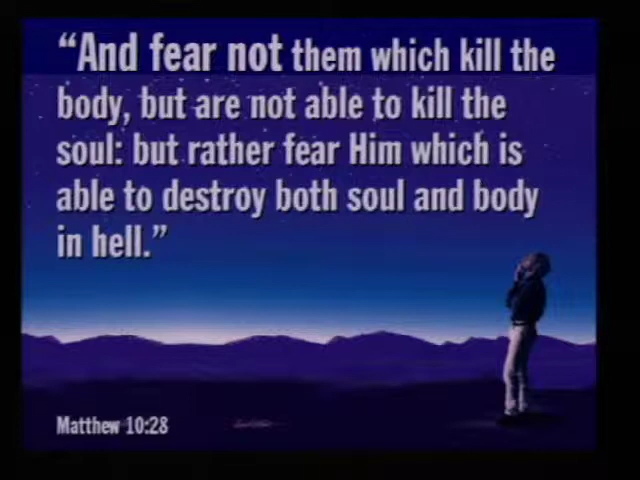 “And fear not them which kill the
body, but are not able to kill the
soul: but rather fear Him which is
able to destroy both soul and body
in hell.”
Matthew 10:28